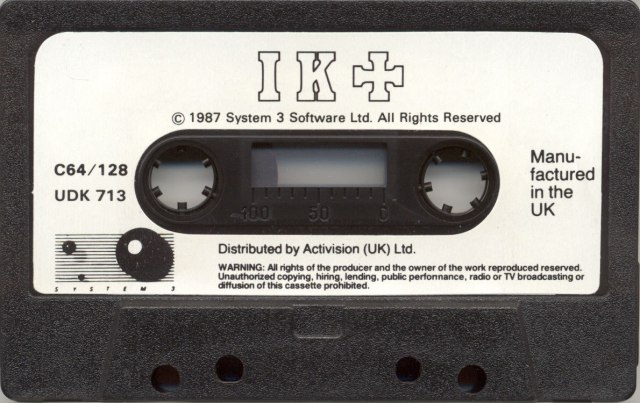 IK+
© 1987 System 3 Software Ltd. All Rights Reserved
C64/128
UDK 713
Manu-
factured
in the
UK
100 50 0
SYSTEM 3
Distributed by Activision (UK) Ltd.
WARNING: All rights of the producer and the owner of the work reproduced reserved.
Unauthorized copying, hiring, lending, public perfonnance, radio or TV broadcasting or
diffusion of this cassette prohibited.